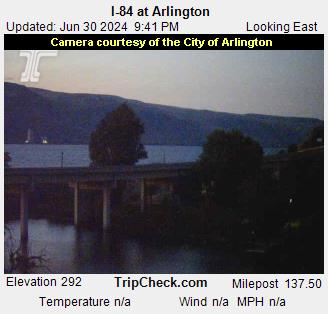 I-84 at Arlington
Updated: Jun 30 2024 9:41 PM Looking East
Camera courtesy of the City of Arlington
Elevation 292 TripCheck.com Milepost 137.50
Temperature n/a Wind n/a MPH n/a